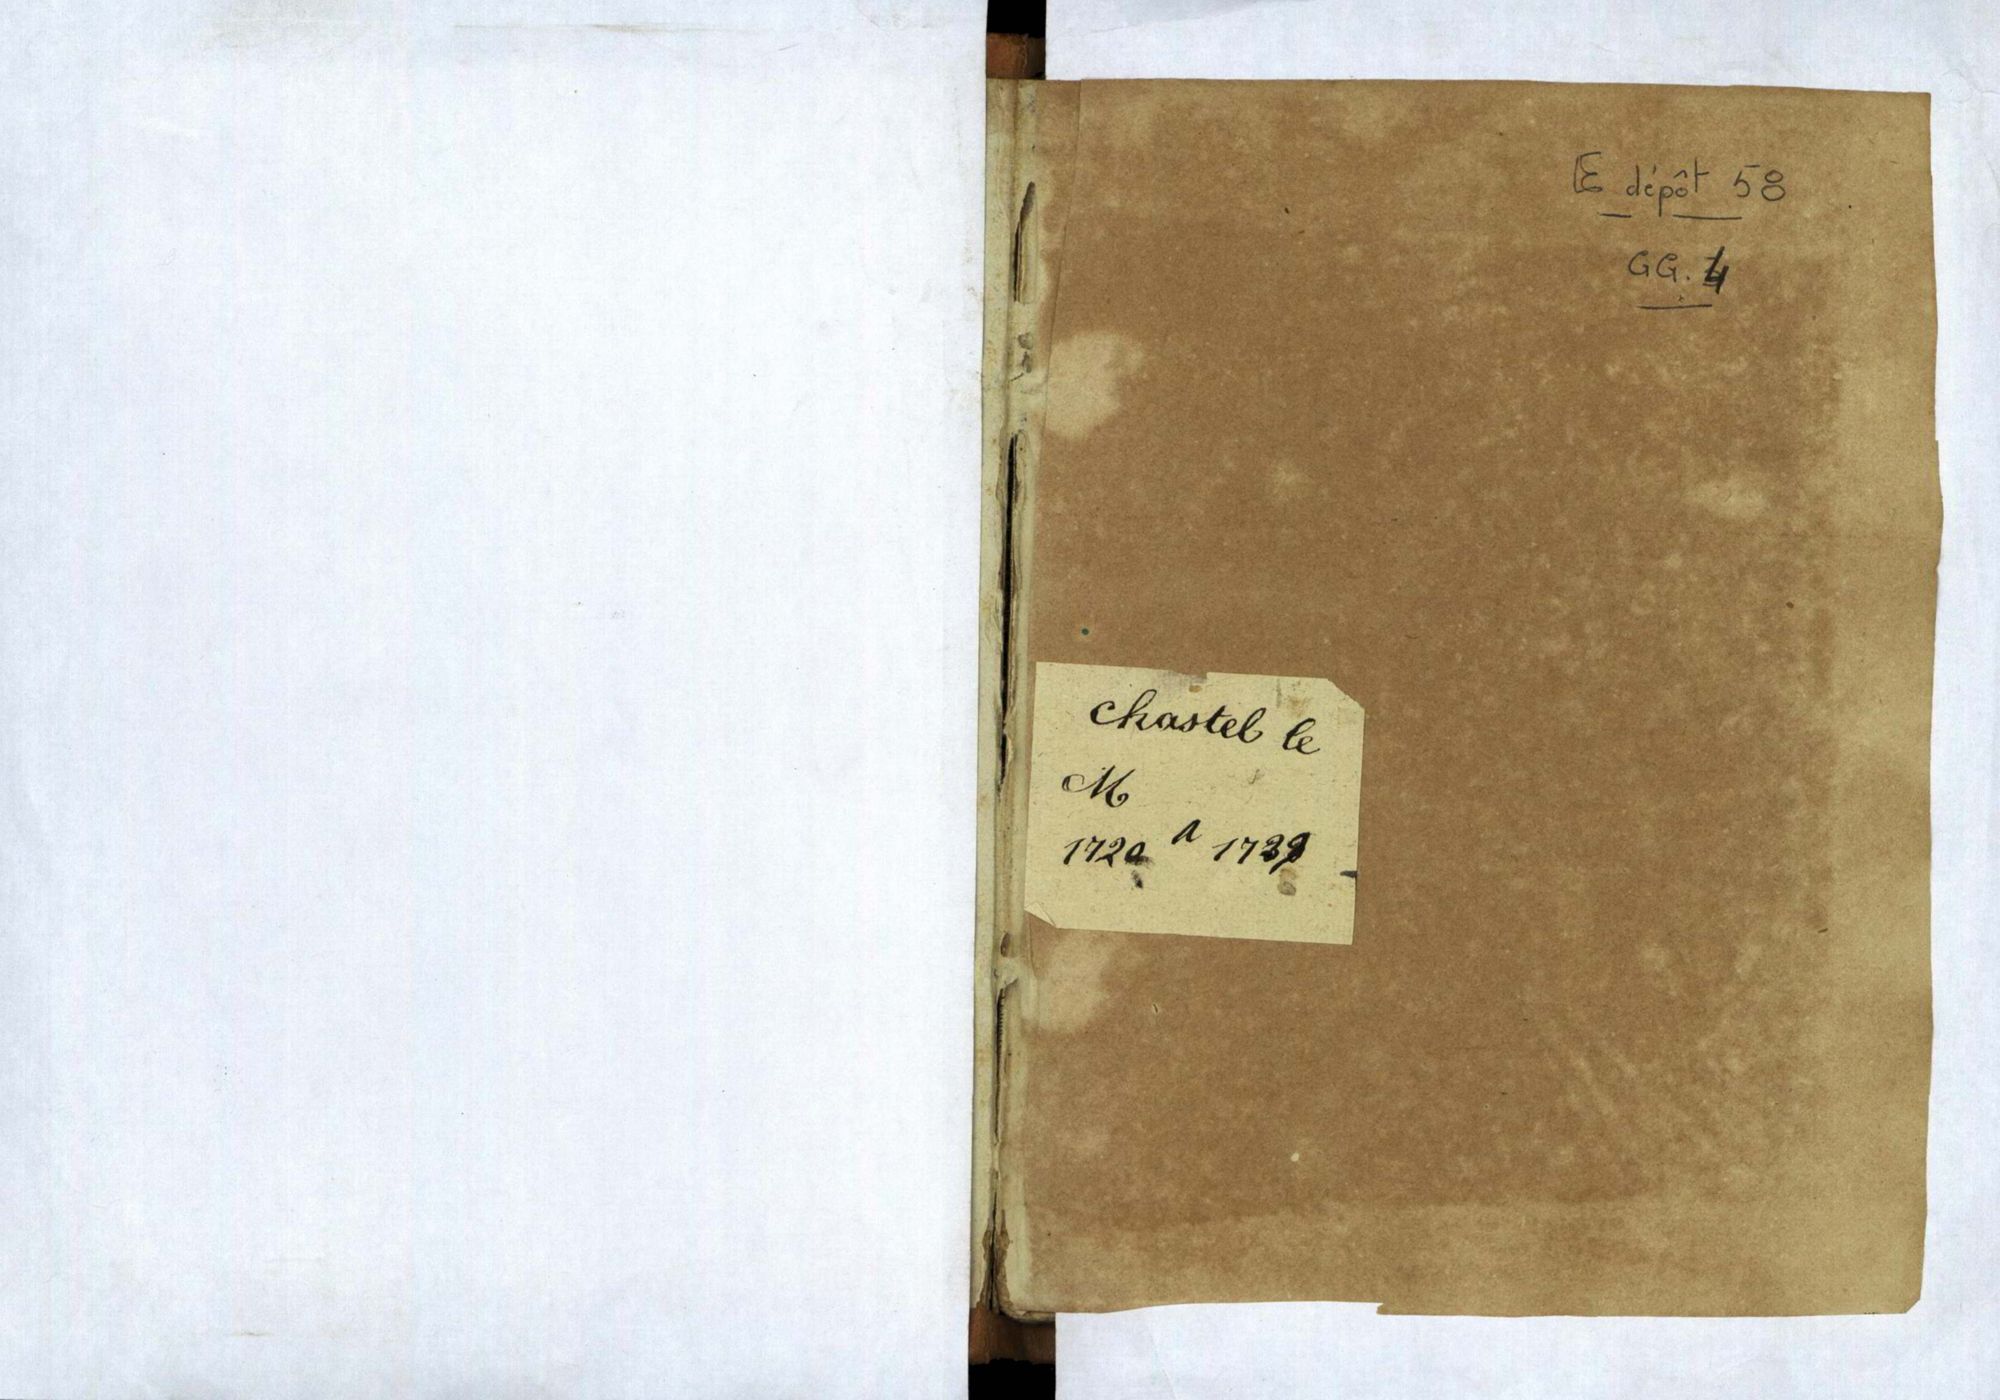 E dépôt 58
GG. 4
chastel le
M
1720 A 1739